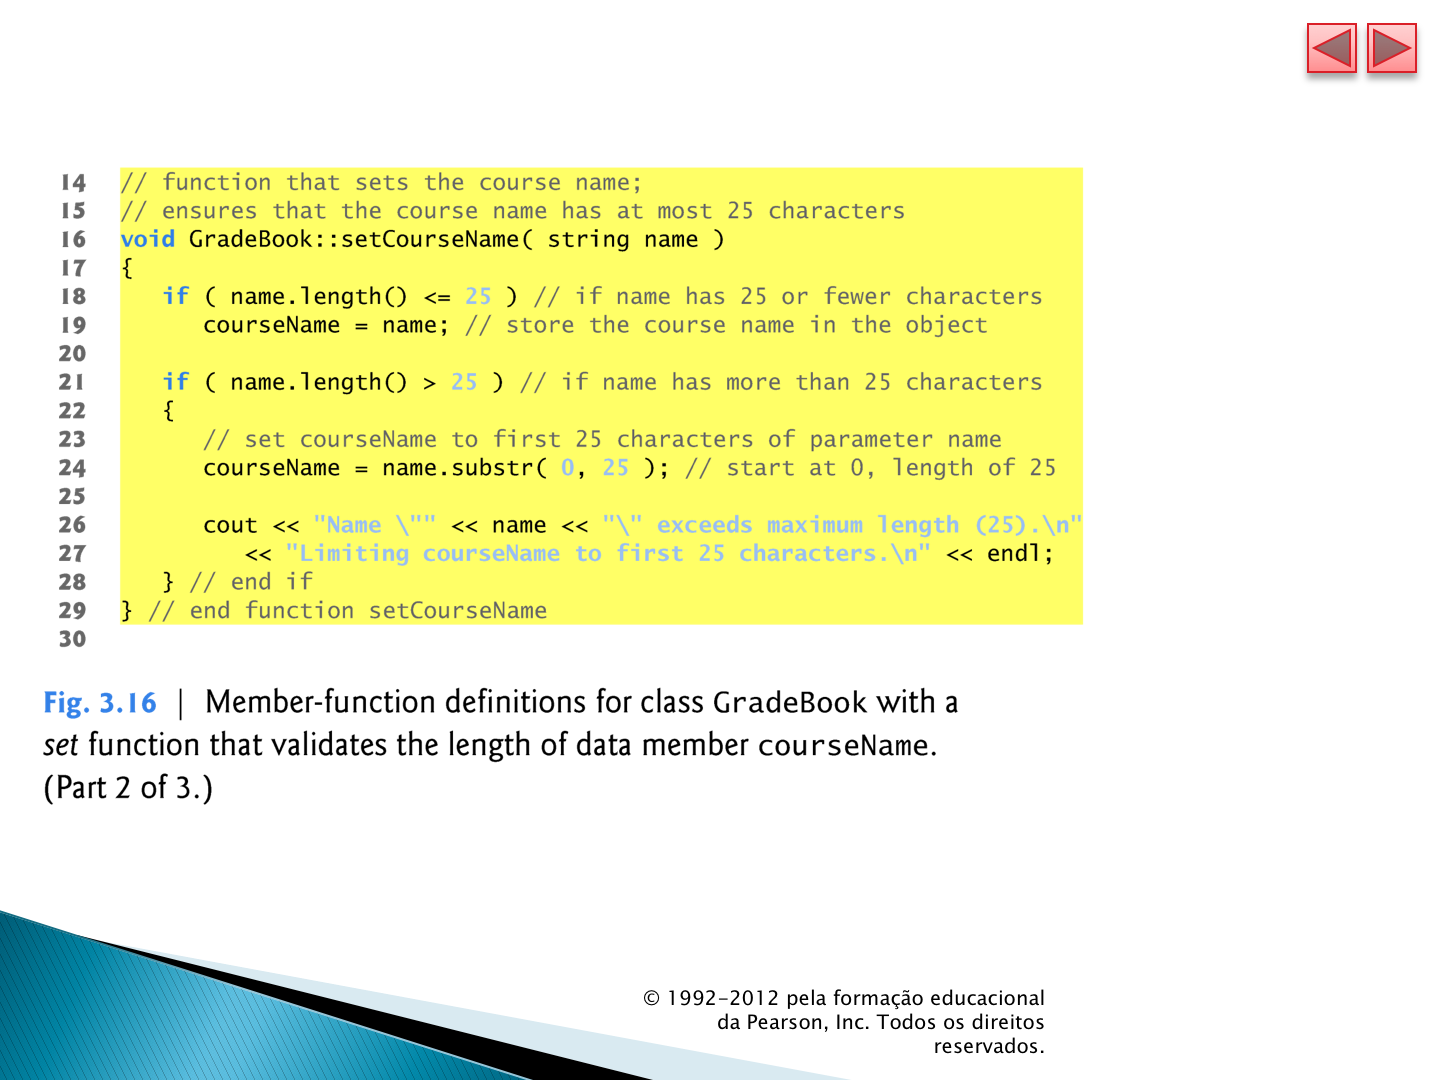 14 // function that sets the course name;
15 // ensures that the course name has at most 25 characters
16 void GradeBook::setCourseName( string name )
17 {
18    if ( name.length() <= 25 ) // if name has 25 or fewer characters
19       courseName = name; // store the course name in the object
20
21    if ( name.length() > 25 ) // if name has more than 25 characters
22    {
23       // set courseName to first 25 characters of parameter name
24       courseName = name.substr( 0, 25 ); // start at 0, length of 25
25
26       cout << "Name \"" << name << "\" exceeds maximum length (25).\n"
27          << "Limiting courseName to first 25 characters.\n" << endl;
28    } // end if
29 } // end function setCourseName
30
Fig. 3.16 | Member-function definitions for class GradeBook with a
set function that validates the length of data member courseName.
(Part 2 of 3.)
© 1992-2012 pela formação educacional
da Pearson, Inc. Todos os direitos
reservados.